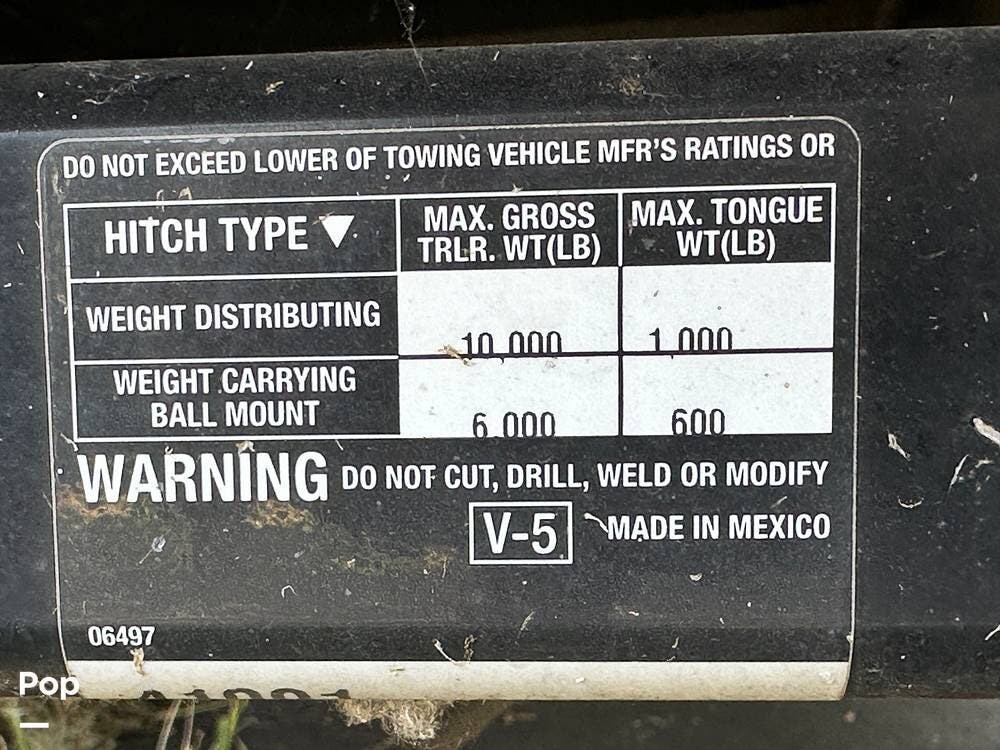 DO NOT EXCEED LOWER OF TOWING VEHICLE MFR'S RATINGS OR
HITCH TYPE ▼ MAX. GROSS TRLR. WT(LB) MAX. TONGUE WT(LB)
WEIGHT DISTRIBUTING 10,000 1,000
WEIGHT CARRYING BALL MOUNT 6,000 600
WARNING DO NOT CUT, DRILL, WELD OR MODIFY
V-5 MADE IN MEXICO
06497
Pop